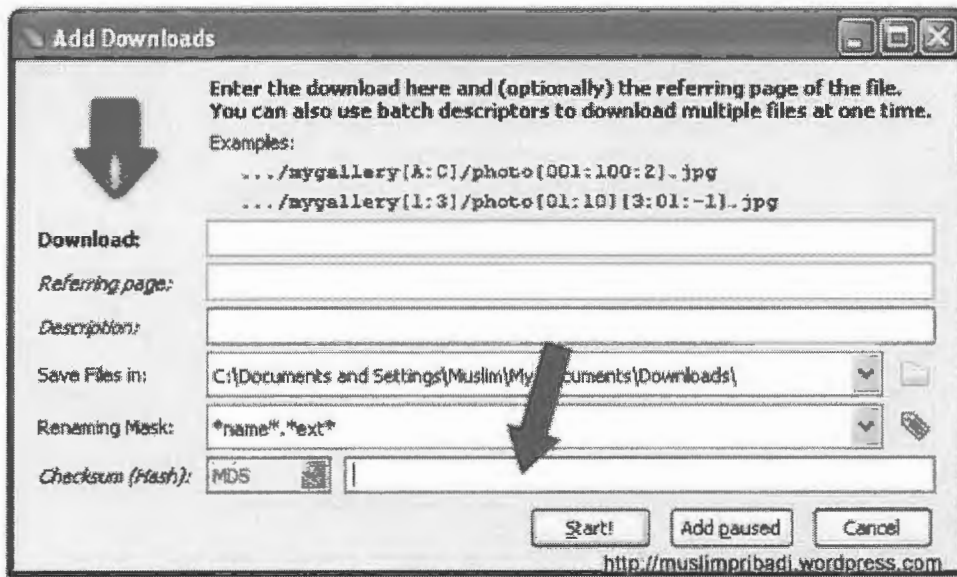 Add Downloads
Enter the download here and (optionally) the referring page of the file.
You can also use batch descriptors to download multiple files at one time.
Examples:
.../mygallery[A:C]/photo[001:100:2].jpg
.../mygallery[1:3]/photo[01:10][3:01:-1].jpg
Download:
Referring page:
Description:
Save Files in: C:\Documents and Settings\Muslim\My cuments\Downloads\
Renaming Mask: *name*.*ext*
Checksum (Hash): MD5
Start! Add paused Cancel
http://muslimpribadi.wordpress.com